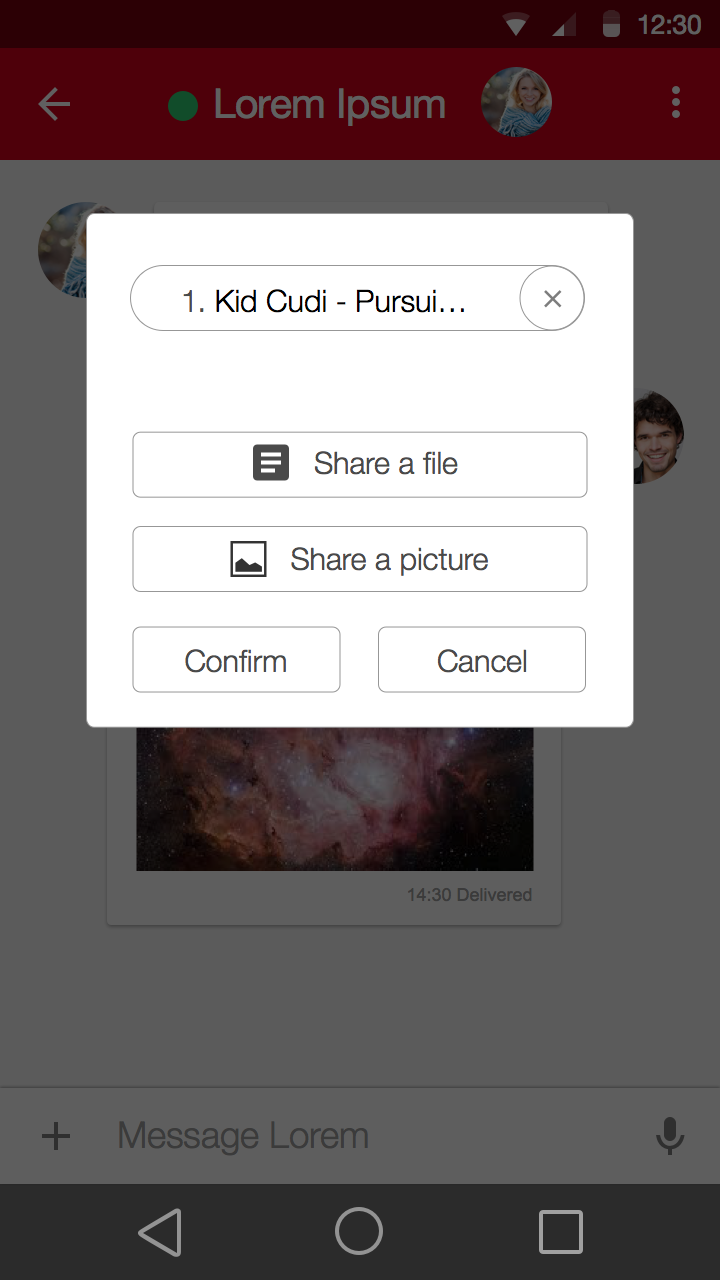 12:30
Lorem Ipsum
1. Kid Cudi - Pursui...
Share a file
Share a picture
Confirm
Cancel
14:30 Delivered
Message Lorem